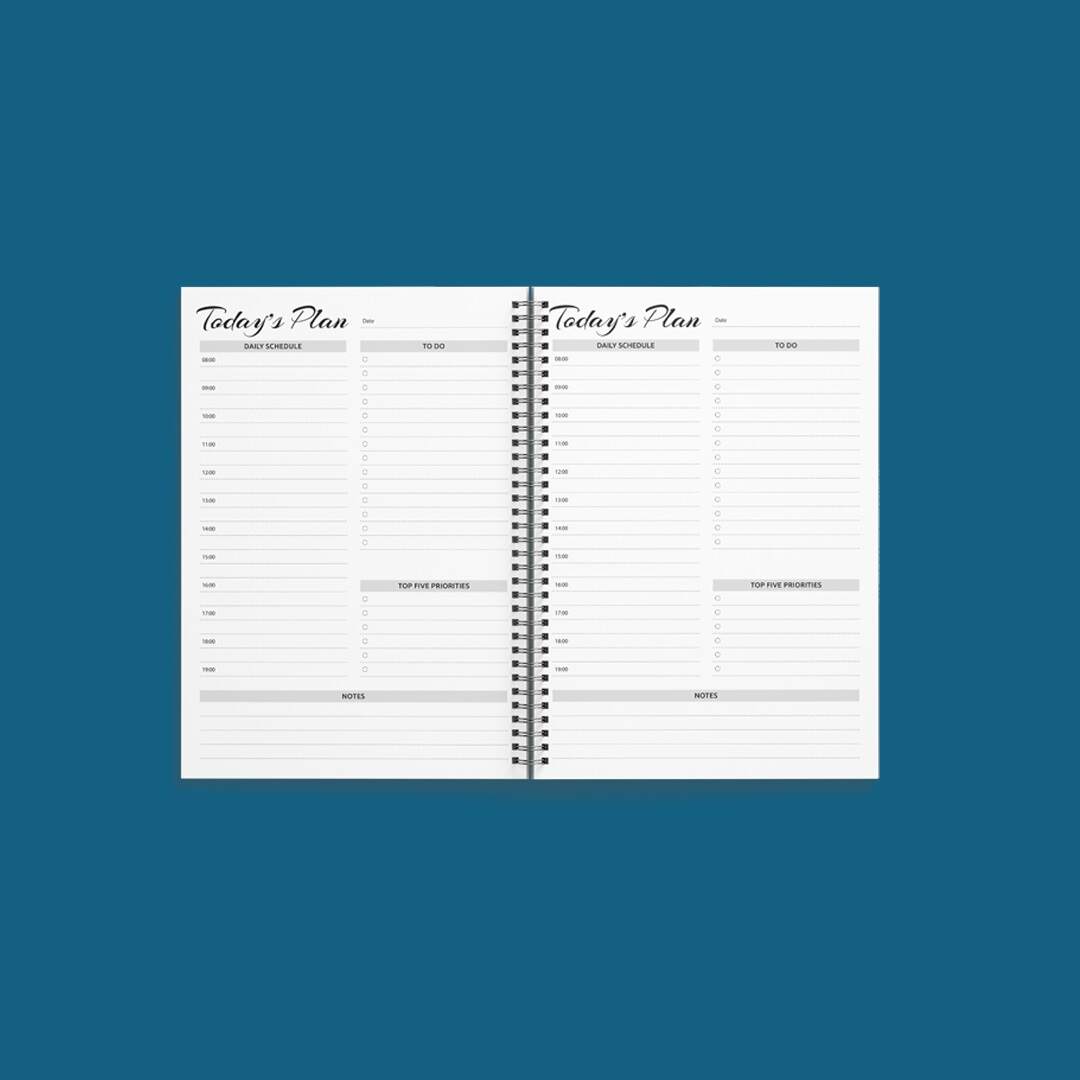 Today's Plan
Date
DAILY SCHEDULE
TO DO
08:00
09:00
10:00
11:00
12:00
13:00
14:00
15:00
16:00
17:00
18:00
19:00
TOP FIVE PRIORITIES
NOTES
Today's Plan
Date
DAILY SCHEDULE
TO DO
08:00
09:00
10:00
11:00
12:00
13:00
14:00
15:00
16:00
17:00
18:00
19:00
TOP FIVE PRIORITIES
NOTES